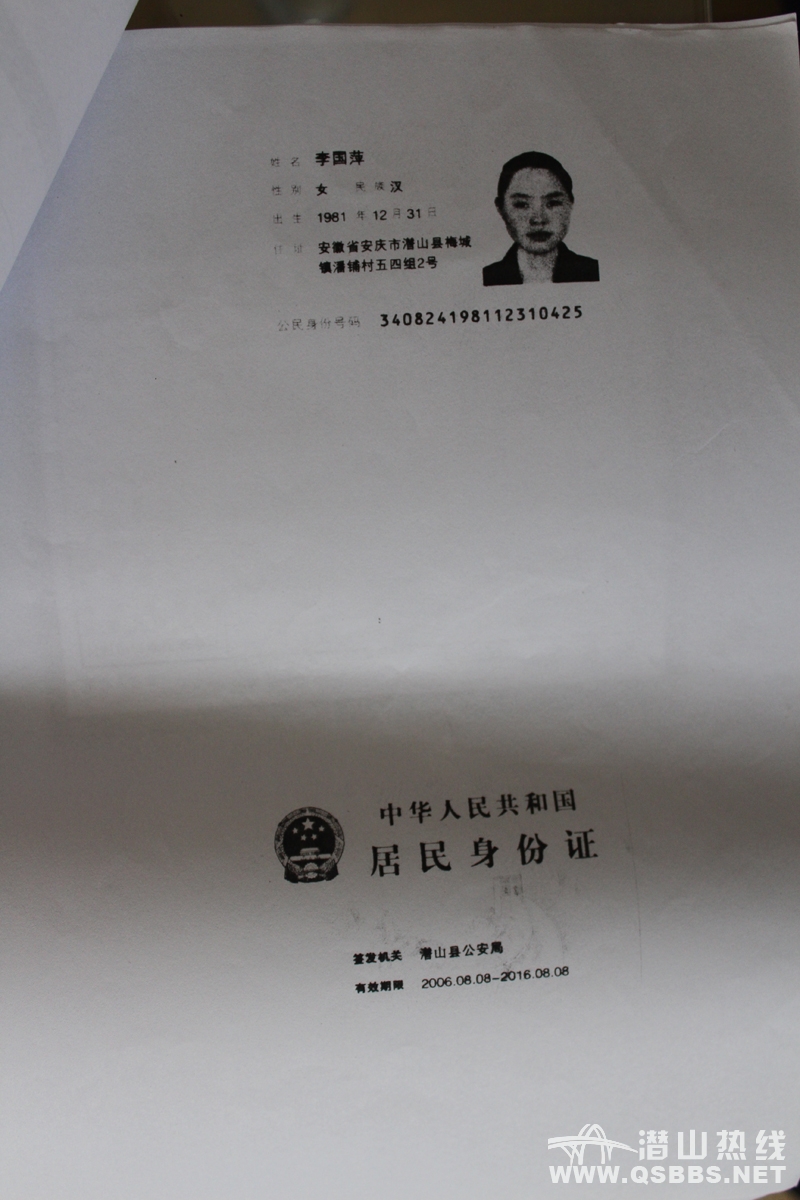 姓名 李国萍
性别 女 民族 汉
出生 1981 年 12 月 31 日
住址 安徽省安庆市潜山县梅城
镇潘铺村五四组2号
公民身份号码 340824198112310425
中华人民共和国
居民身份证
签发机关 潜山县公安局
有效期限 2006.08.08-2016.08.08
潜山热线
WWW.QSBBS.NET